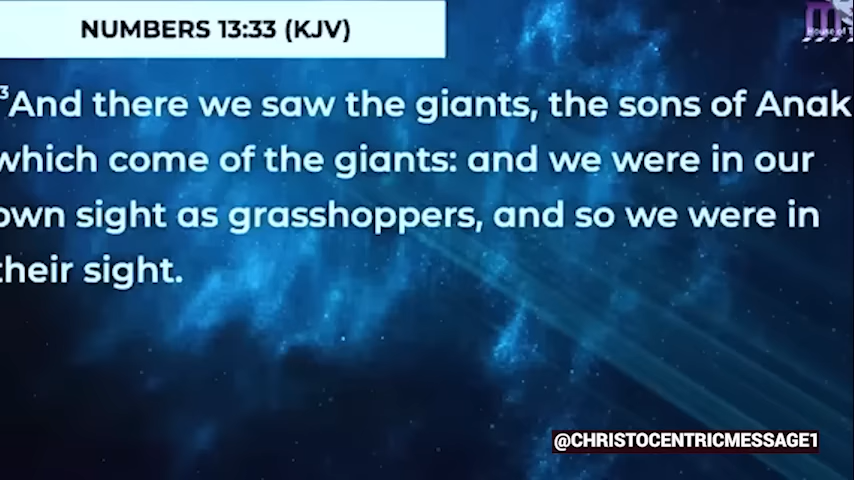 NUMBERS 13:33 (KJV)
³And there we saw the giants, the sons of Anak
which come of the giants: and we were in our
own sight as grasshoppers, and so we were in
their sight.
@CHRISTOCENTRICMESSAGE1